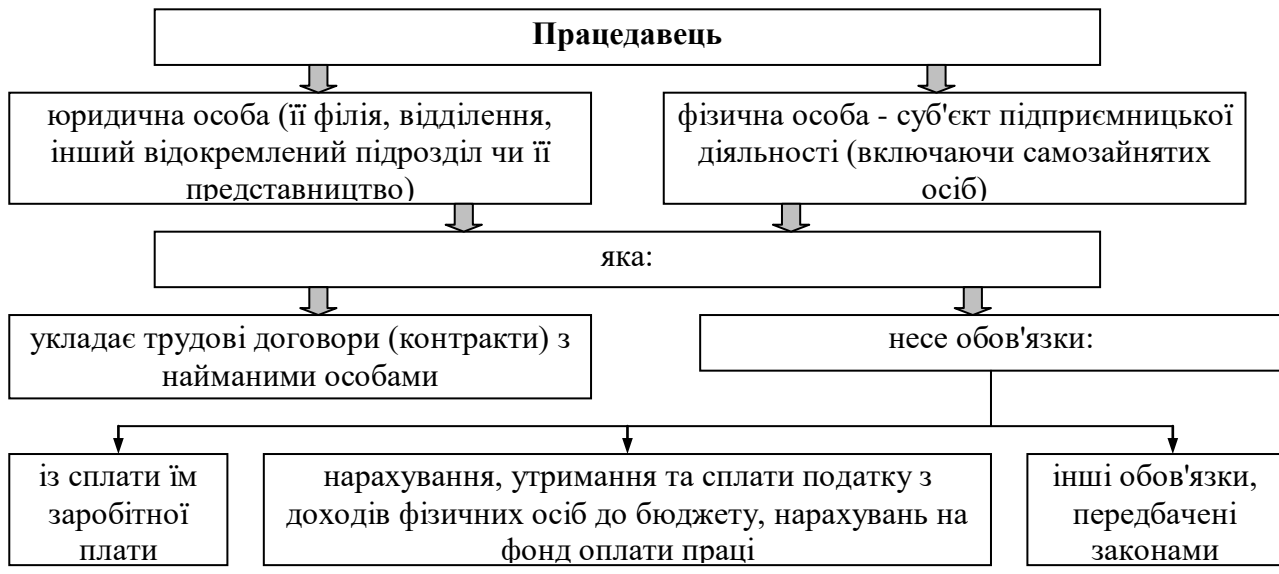 Працедавець
юридична особа (її філія, відділення,
інший відокремлений підрозділ чи її
представництво)
фізична особа - суб'єкт підприємницької
діяльності (включаючи самозайнятих
осіб)
яка:
укладає трудові договори (контракти) з
найманими особами
несе обов'язки:
із сплати їм
заробітної
плати
нарахування, утримання та сплати податку з
доходів фізичних осіб до бюджету, нарахувань на
фонд оплати праці
інші обов'язки,
передбачені
законами